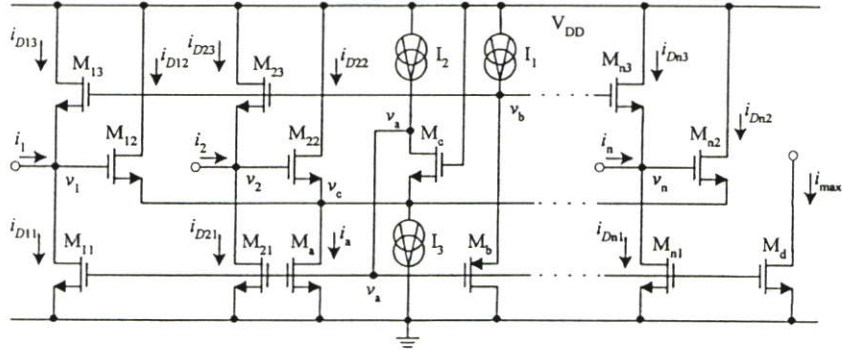 V_DD
i_D13
M_13
i_D12
i_D23
M_23
i_D22
I_2
I_1
M_n3
i_Dn3
v_b
v_a
i_1
M_12
i_2
M_22
M_c
i_n
M_n2
i_Dn2
v_1
v_2
v_c
v_n
i_max
i_D11
M_11
i_D21
M_21
M_a
i_a
I_3
M_b
i_Dn1
M_n1
M_d
v_a